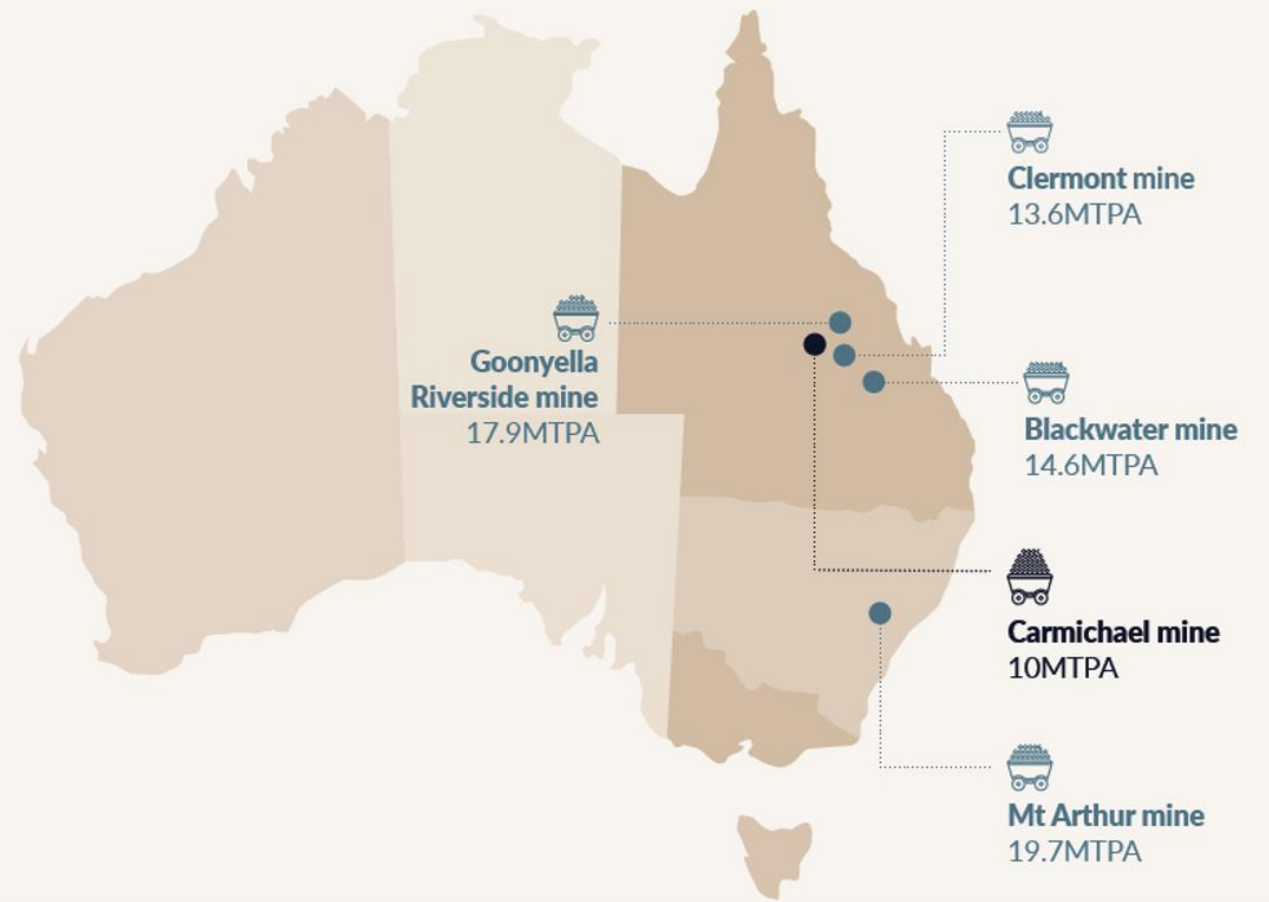 Clermont mine
13.6MTPA
Goonyella
Riverside mine
17.9MTPA
Blackwater mine
14.6MTPA
Carmichael mine
10MTPA
Mt Arthur mine
19.7MTPA